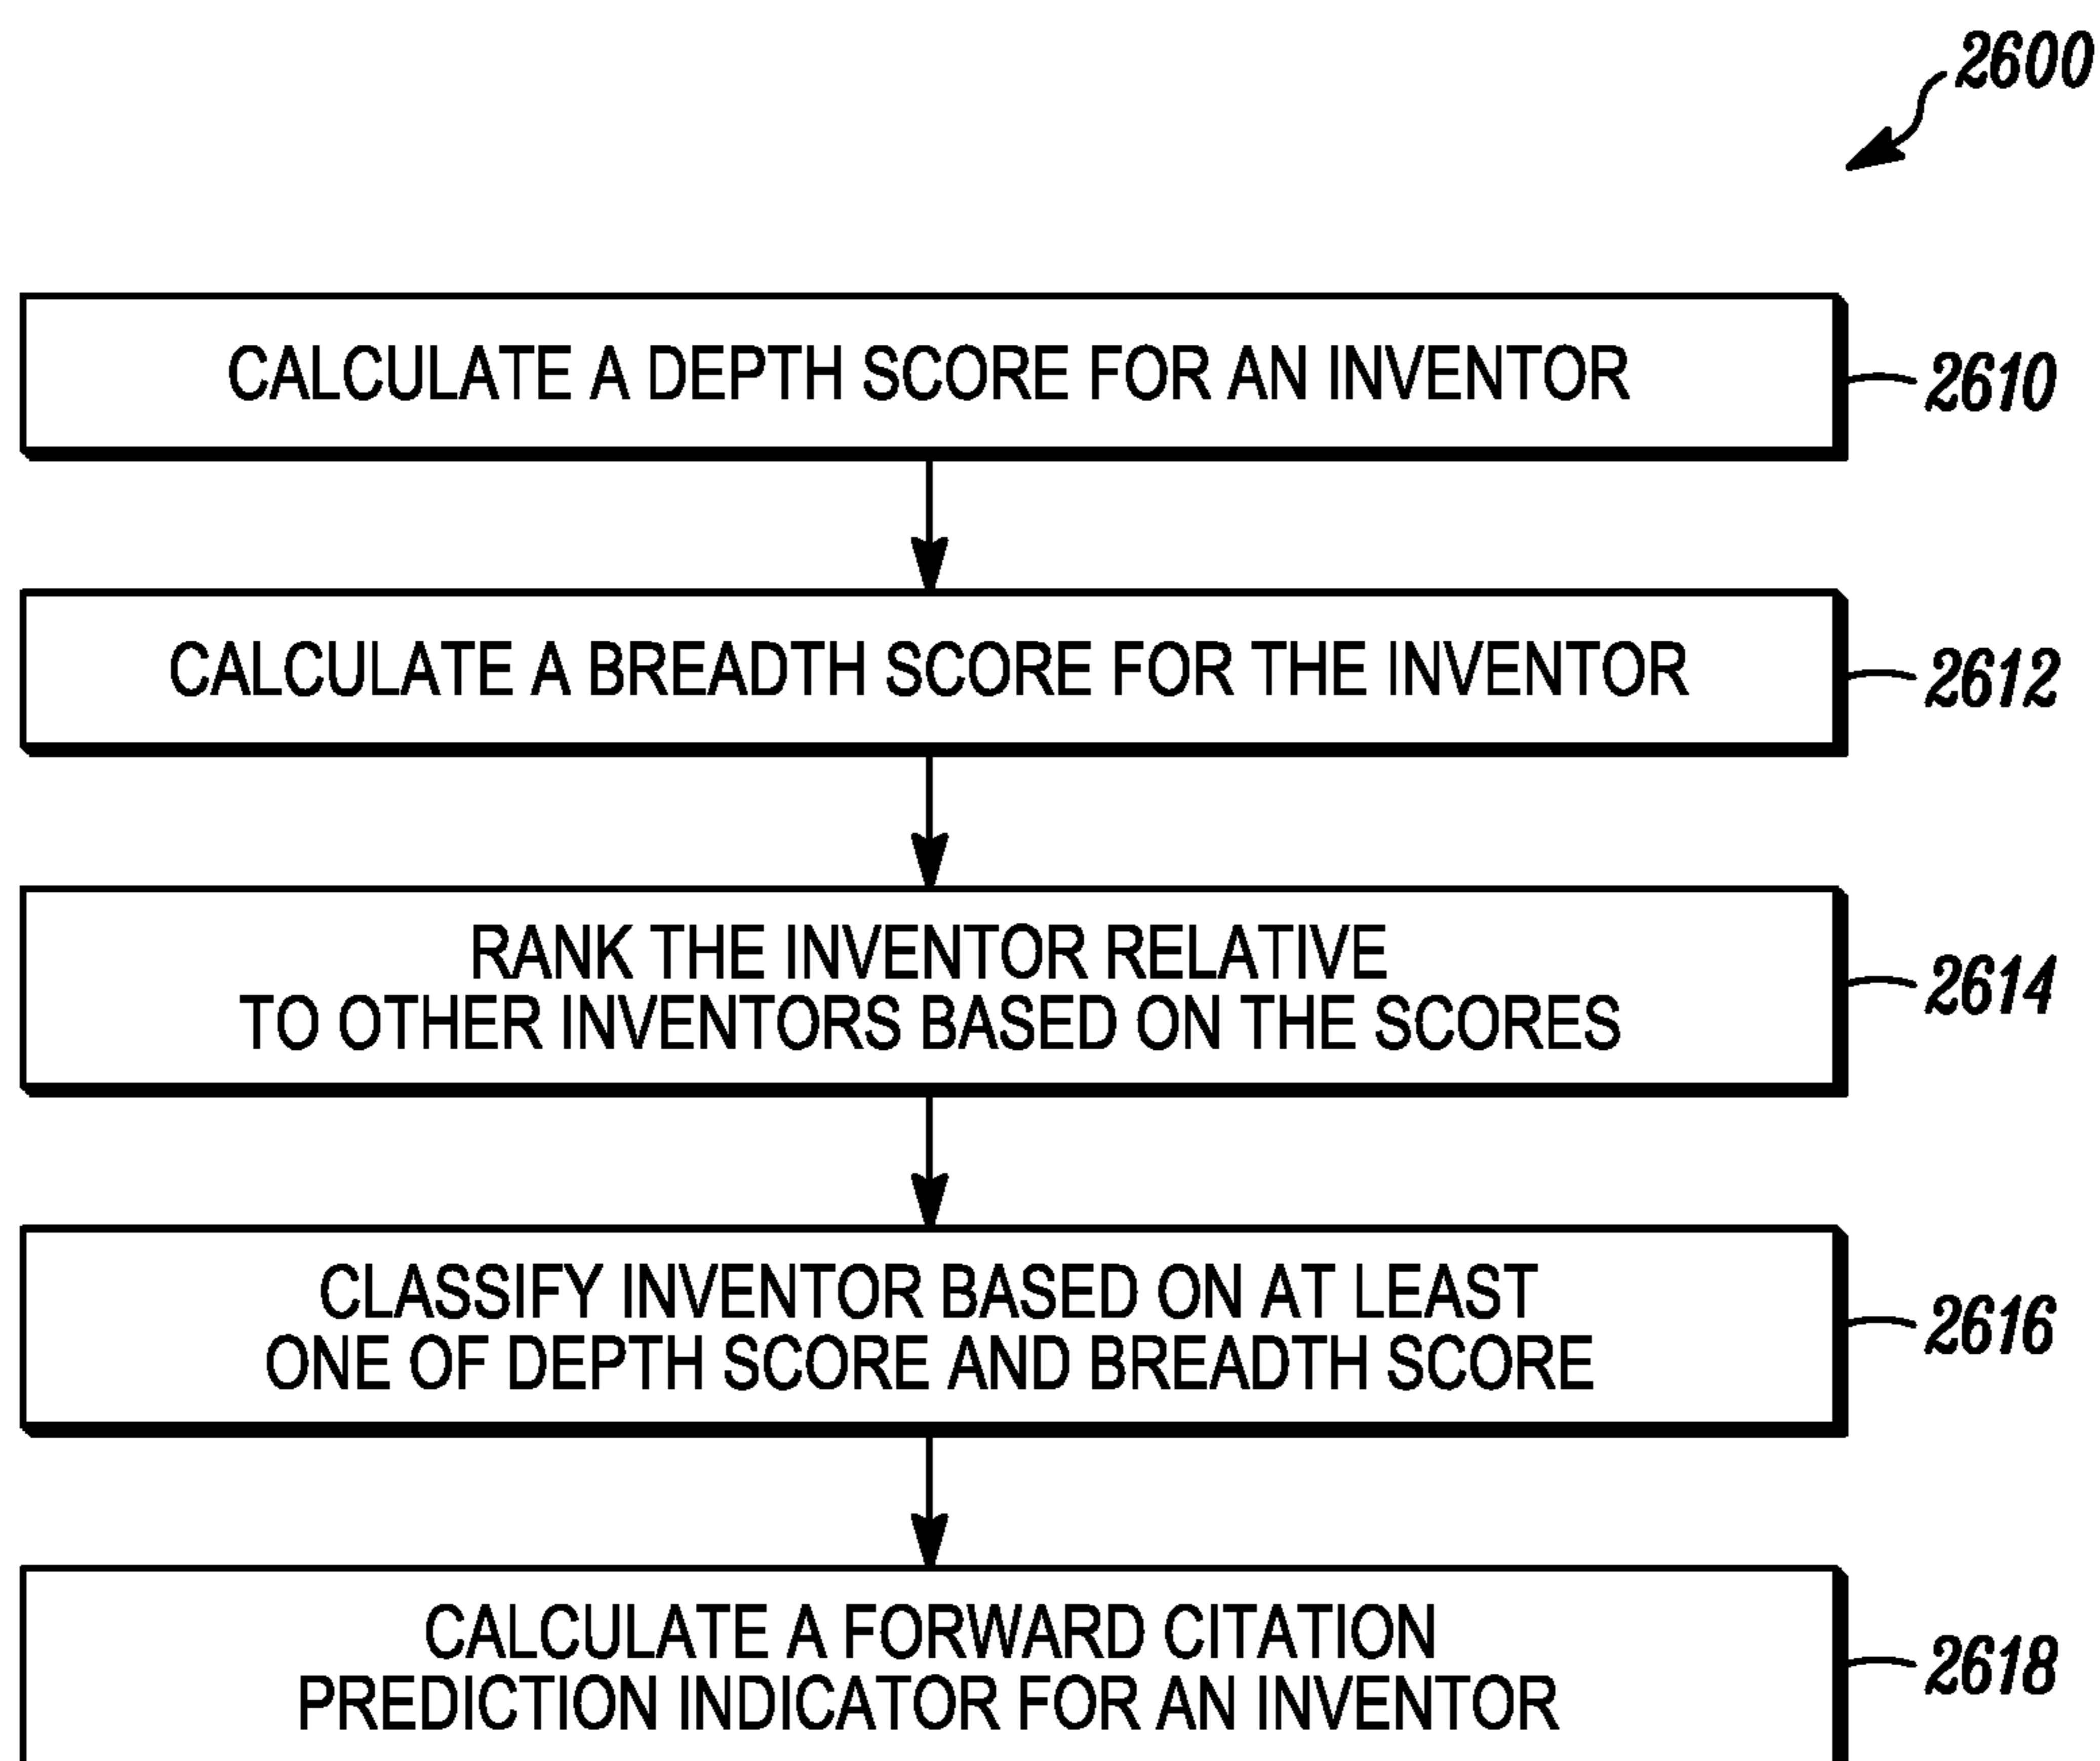 2600
CALCULATE A DEPTH SCORE FOR AN INVENTOR
2610
CALCULATE A BREADTH SCORE FOR THE INVENTOR
2612
RANK THE INVENTOR RELATIVE
TO OTHER INVENTORS BASED ON THE SCORES
2614
CLASSIFY INVENTOR BASED ON AT LEAST
ONE OF DEPTH SCORE AND BREADTH SCORE
2616
CALCULATE A FORWARD CITATION
PREDICTION INDICATOR FOR AN INVENTOR
2618